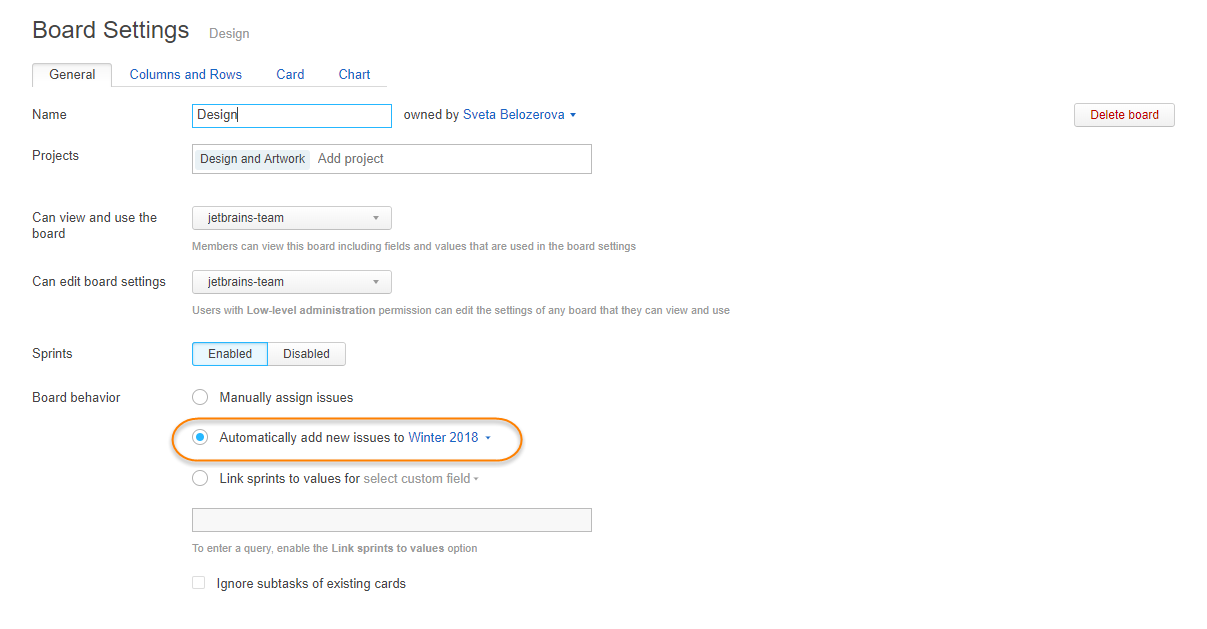 Board Settings Design
General Columns and Rows Card Chart
Name Design owned by Sveta Belozerova Delete board
Projects Design and Artwork Add project
Can view and use the board jetbrains-team
Members can view this board including fields and values that are used in the board settings
Can edit board settings jetbrains-team
Users with Low-level administration permission can edit the settings of any board that they can view and use
Sprints Enabled Disabled
Board behavior Manually assign issues
Automatically add new issues to Winter 2018
Link sprints to values for select custom field
To enter a query, enable the Link sprints to values option
Ignore subtasks of existing cards